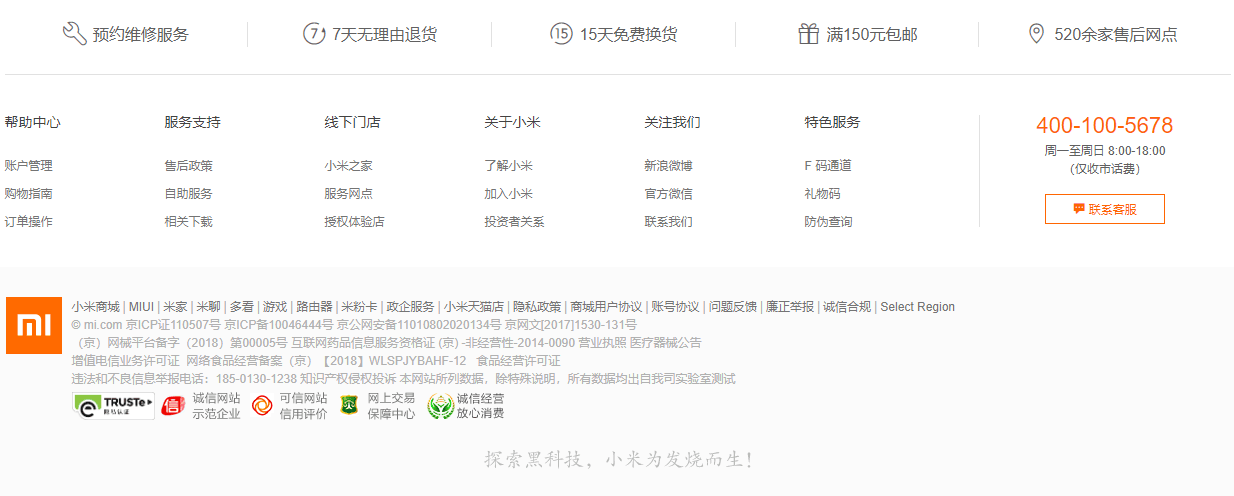 预约维修服务
7 7天无理由退货
15 15天免费换货
满150元包邮
520余家售后网点
帮助中心
账户管理
购物指南
订单操作
服务支持
售后政策
自助服务
相关下载
线下门店
小米之家
服务网点
授权体验店
关于小米
了解小米
加入小米
投资者关系
关注我们
新浪微博
官方微信
联系我们
特色服务
F 码通道
礼物码
防伪查询
400-100-5678
周一至周日 8:00-18:00
（仅收市话费）
联系客服
mi
小米商城 | MIUI | 米家 | 米聊 | 多看 | 游戏 | 路由器 | 米粉卡 | 政企服务 | 小米天猫店 | 隐私政策 | 商城用户协议 | 账号协议 | 问题反馈 | 廉正举报 | 诚信合规 | Select Region
© mi.com 京ICP证110507号 京ICP备10046444号 京公网安备11010802020134号 京网文[2017]1530-131号
（京）网械平台备字（2018）第00005号 互联网药品信息服务资格证 (京) -非经营性-2014-0090 营业执照 医疗器械公告
增值电信业务许可证 网络食品经营备案（京）【2018】WLSPJYBAHF-12 食品经营许可证
违法和不良信息举报电话：185-0130-1238 知识产权侵权投诉 本网站所列数据，除特殊说明，所有数据均出自我司实验室测试
TRUSTe
隐私认证
信
诚信网站
示范企业
可信网站
信用评价
网上交易
保障中心
诚信经营
放心消费
探索黑科技，小米为发烧而生！